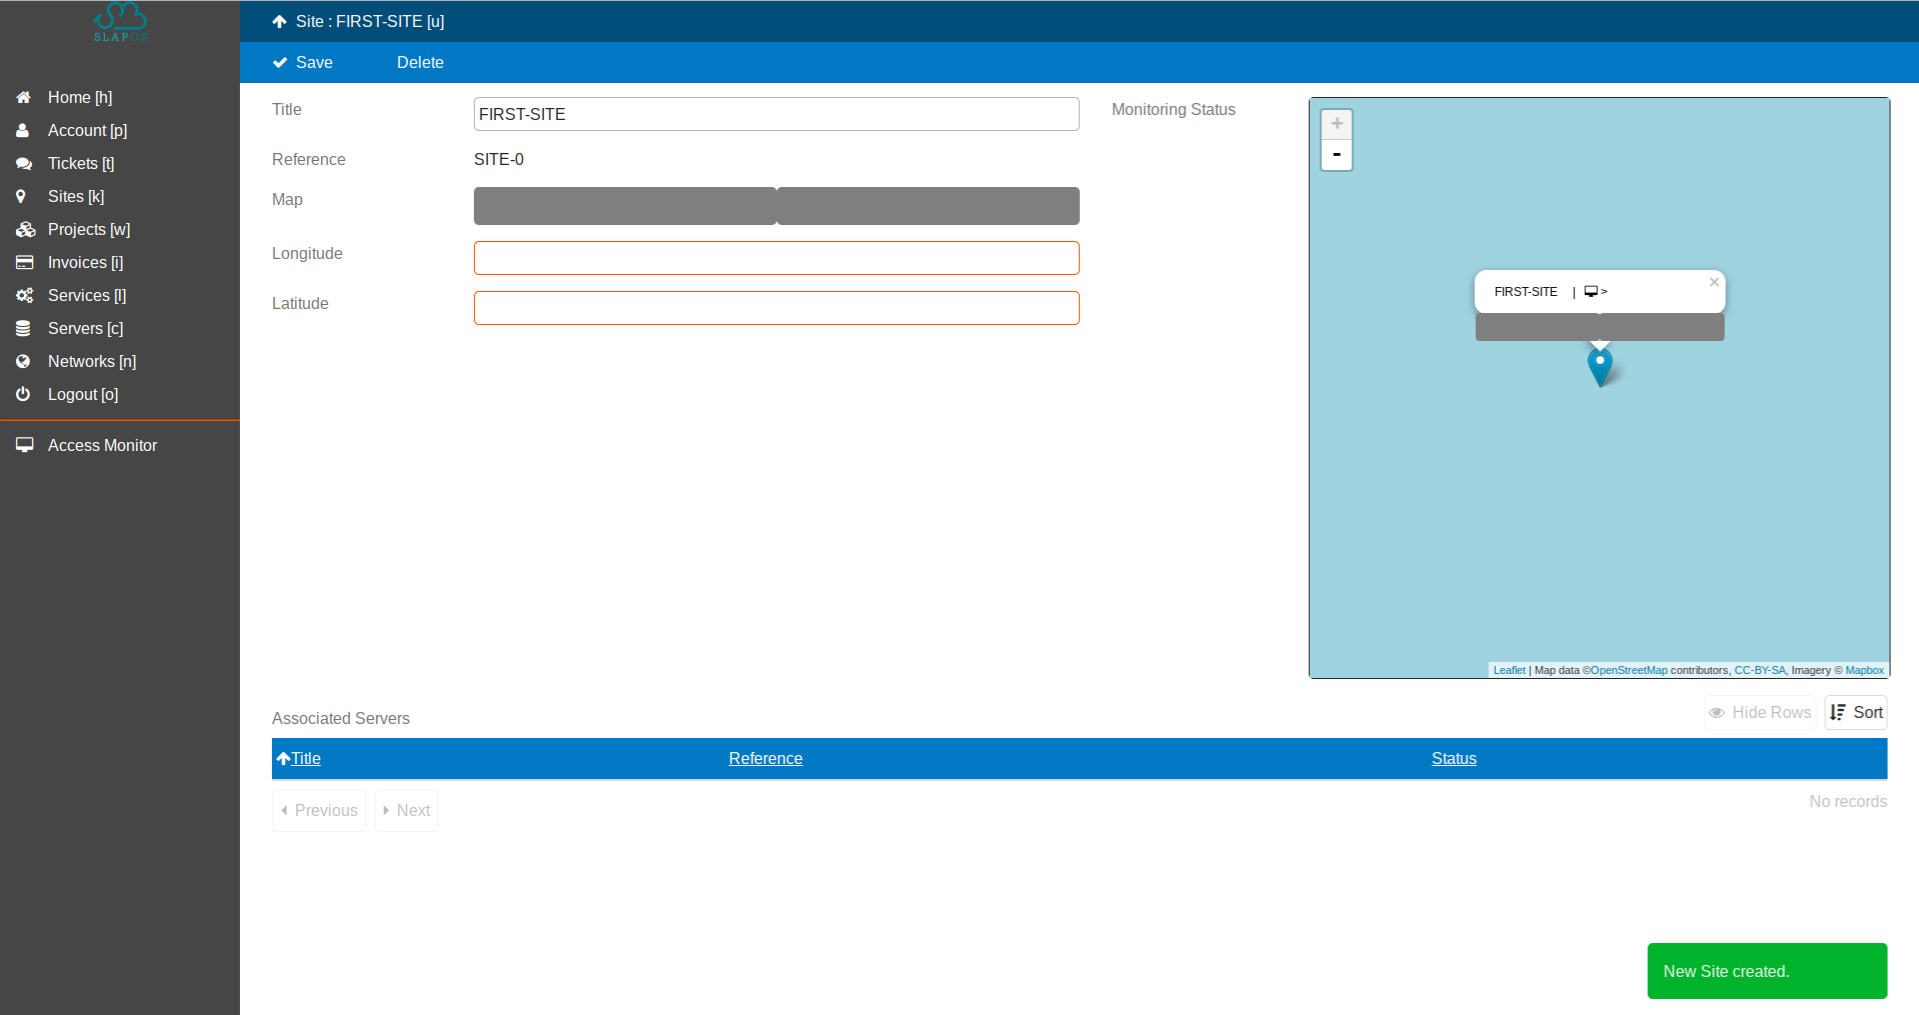 SLAPOS
Home [h]
Account [p]
Tickets [t]
Sites [k]
Projects [w]
Invoices [i]
Services [l]
Servers [c]
Networks [n]
Logout [o]
Access Monitor
Site : FIRST-SITE [u]
Save Delete
Title FIRST-SITE
Reference SITE-0
Map
Longitude
Latitude
Monitoring Status
+
-
FIRST-SITE | >
×
Leaflet | Map data ©OpenStreetMap contributors, CC-BY-SA, Imagery © Mapbox
Associated Servers
Hide Rows Sort
Title Reference Status
Previous Next
No records
New Site created.